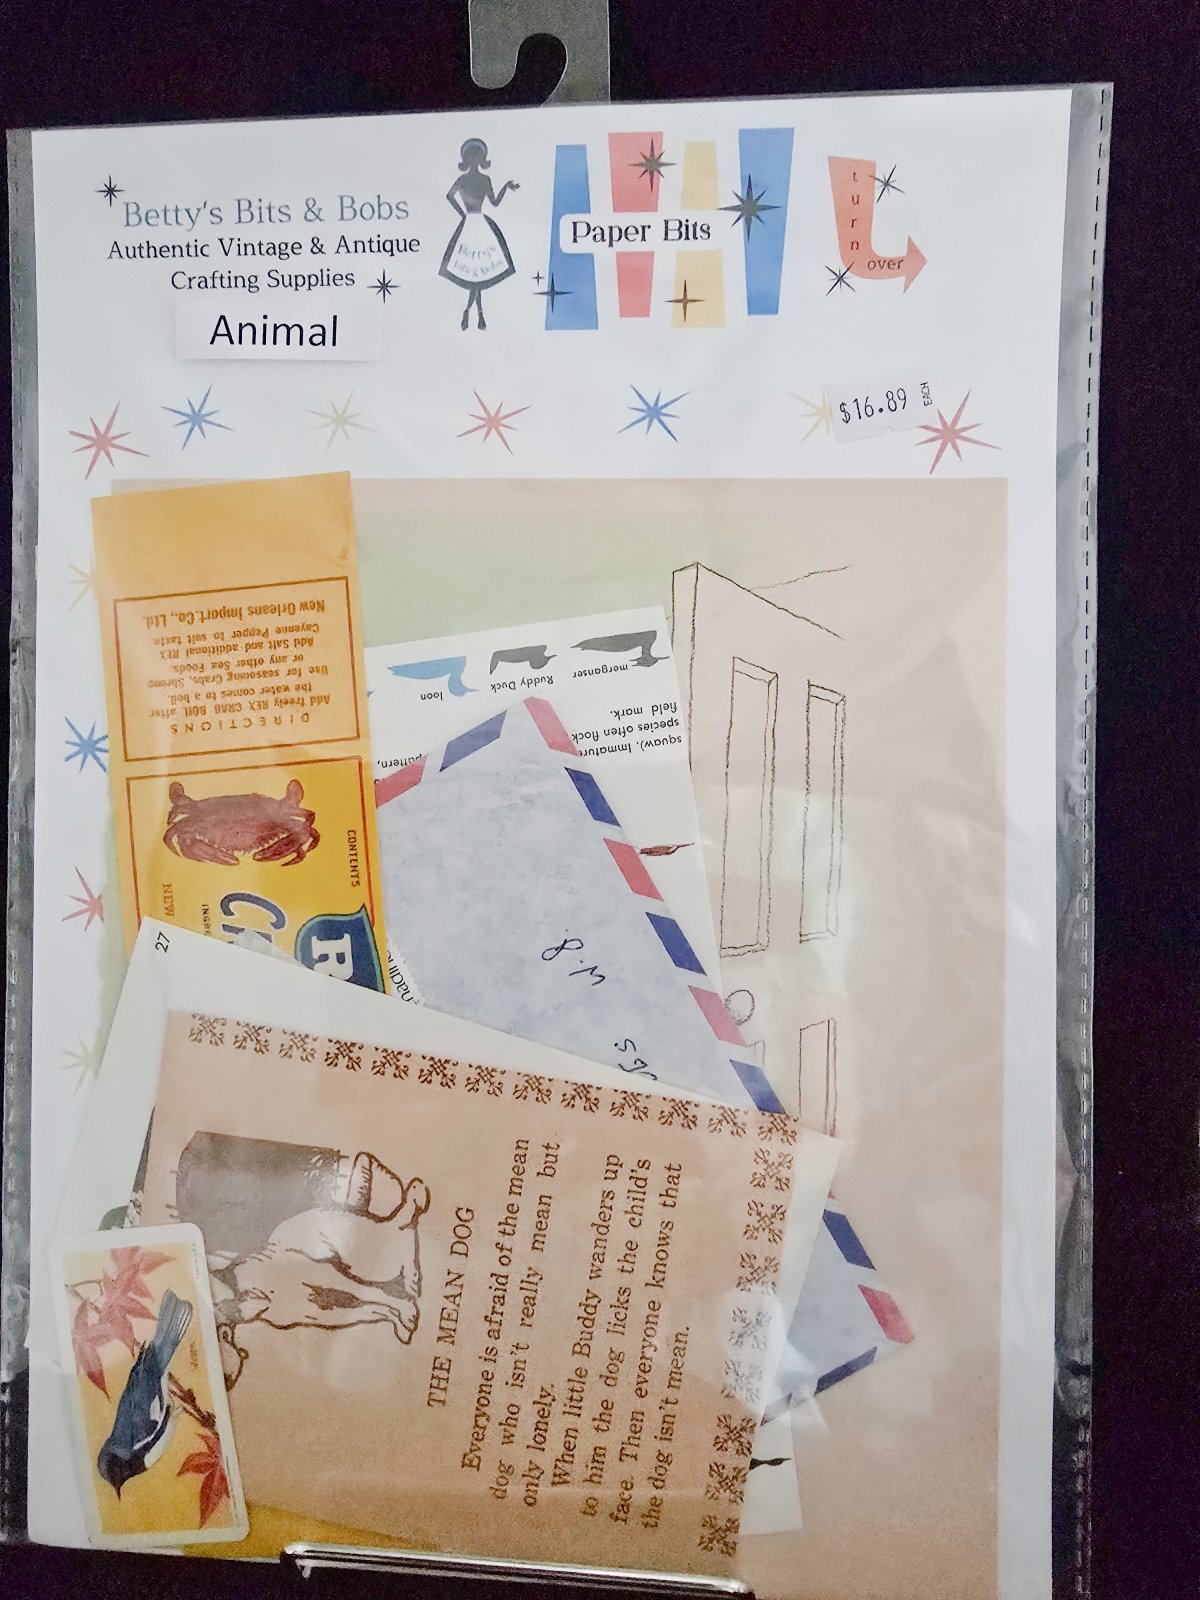 Betty's Bits & Bobs
Authentic Vintage & Antique
Crafting Supplies
Animal
Betty's
Bits & Bobs
Paper Bits
turn
over
$16.89 EACH
New Orleans Import. Co., Ltd.
Cayenne Pepper to suit taste.
Add Salt and additional REX
or any other Sea Foods.
Use for seasoning Crabs, Shrimp
the water comes to a boil.
Add freely REX CRAB BOIL after
DIRECTIONS
CONTENTS
NEW
INGRE
CR
R
merganser
Ruddy Duck
loon
field mark.
species often flock
squaw). Immature
pattern,
27
THE MEAN DOG
Everyone is afraid of the mean
dog who isn't really mean but
only lonely.
When little Buddy wanders up
to him the dog licks the child's
face. Then everyone knows that
the dog isn't mean.